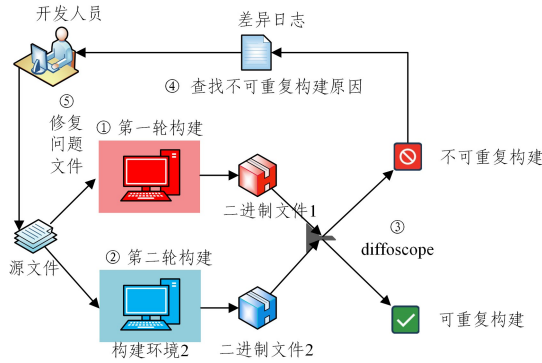 开发人员
差异日志
④ 查找不可重复构建原因
⑤
修复
问题
文件
① 第一轮构建
不可重复构建
二进制文件1
③
diffoscope
源文件
② 第二轮构建
可重复构建
构建环境2
二进制文件2